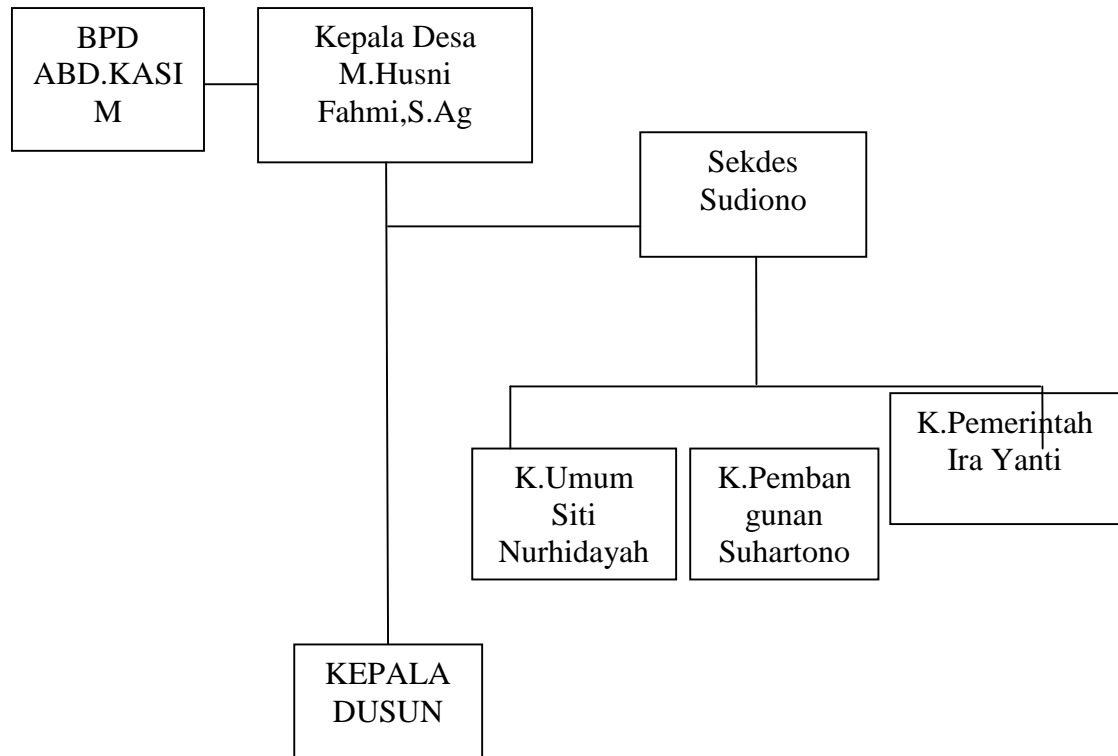 BPD
ABD.KASI
M
Kepala Desa
M.Husni
Fahmi,S.Ag
Sekdes
Sudiono
K.Umum
Siti
Nurhidayah
K.Pemban
gunan
Suhartono
K.Pemerintah
Ira Yanti
KEPALA
DUSUN